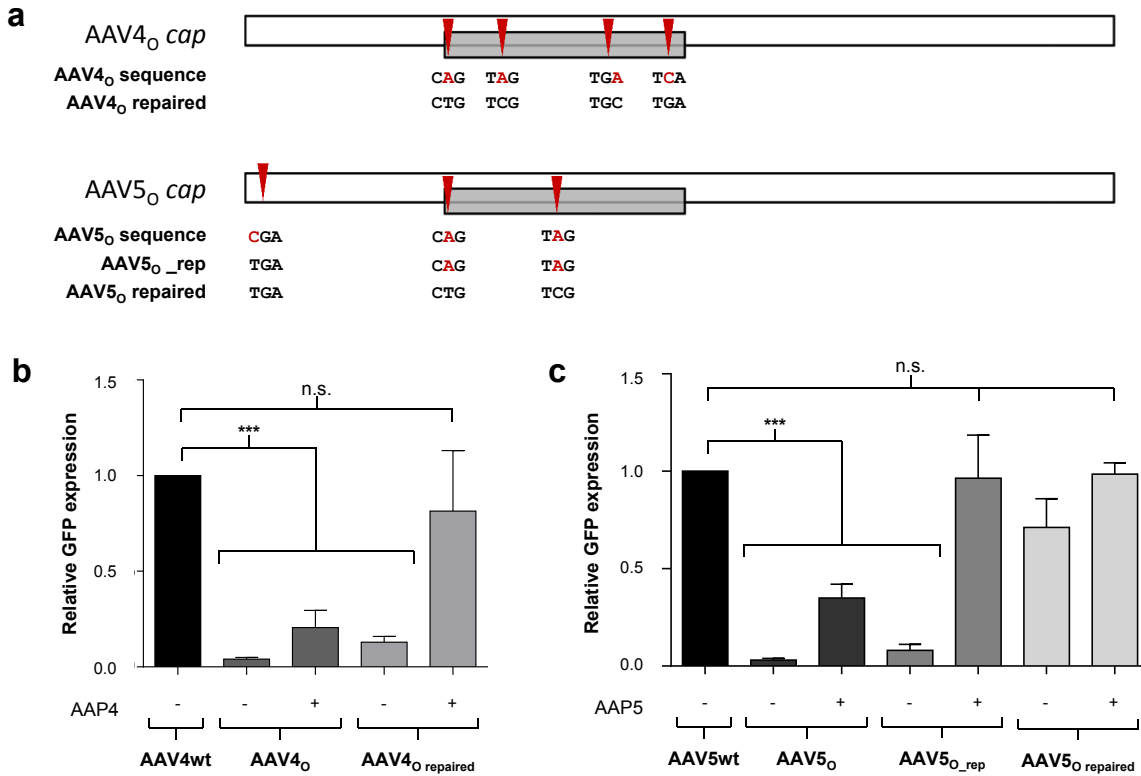 a
AAV4O cap
AAV4O sequence CAG TAG TGA TCA
AAV4O repaired CTG TCG TGC TGA
AAV5O cap
AAV5O sequence CGA CAG TAG
AAV5O _rep TGA CAG TAG
AAV5O repaired TGA CTG TCG
b
1.5
1.0
0.5
0.0
Relative GFP expression
n.s.
***
AAP4 - - + - +
AAV4wt AAV4O AAV4O repaired
c
1.5
1.0
0.5
0.0
Relative GFP expression
n.s.
***
AAP5 - - + - + - +
AAV5wt AAV5O AAV5O_rep AAV5O repaired